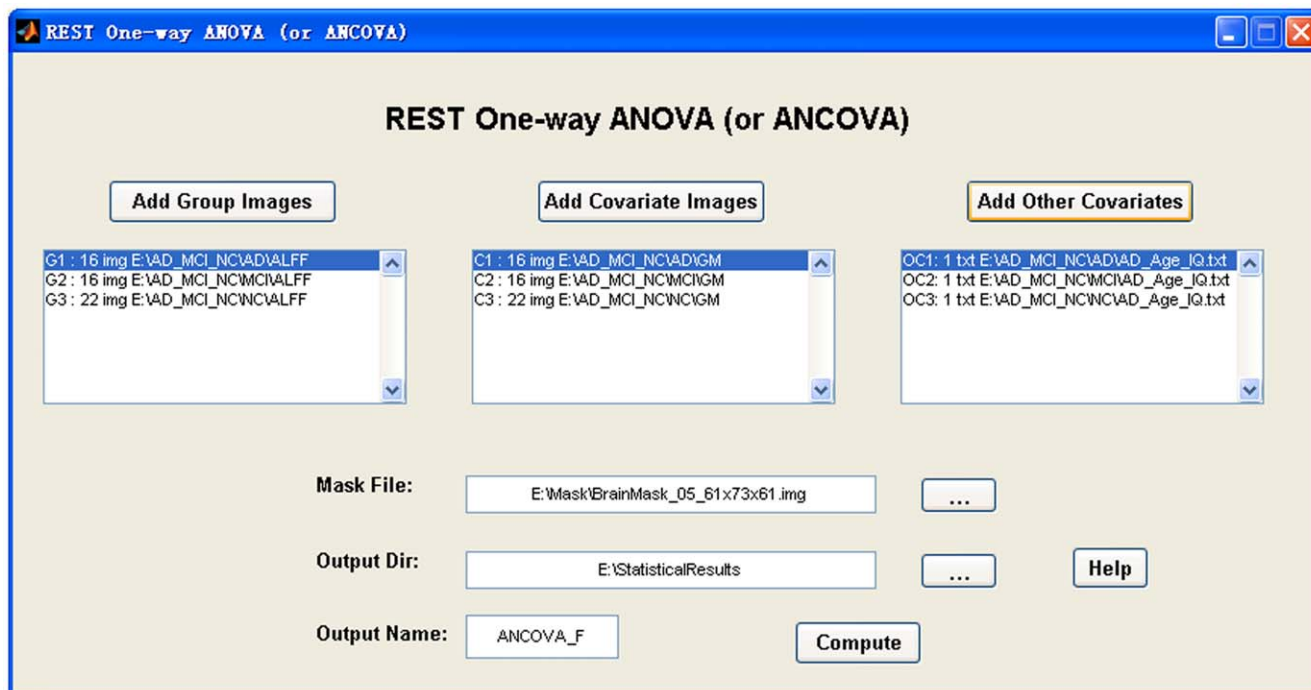 REST One-way ANOVA (or ANCOVA)
REST One-way ANOVA (or ANCOVA)
Add Group Images
Add Covariate Images
Add Other Covariates
G1 : 16 img E:\AD_MCI_NC\AD\ALFF
G2 : 16 img E:\AD_MCI_NC\MCI\ALFF
G3 : 22 img E:\AD_MCI_NC\NC\ALFF
C1 : 16 img E:\AD_MCI_NC\AD\GM
C2 : 16 img E:\AD_MCI_NC\MCI\GM
C3 : 22 img E:\AD_MCI_NC\NC\GM
OC1: 1 txt E:\AD_MCI_NC\AD\AD_Age_IQ.txt
OC2: 1 txt E:\AD_MCI_NC\MCI\AD_Age_IQ.txt
OC3: 1 txt E:\AD_MCI_NC\NC\AD_Age_IQ.txt
Mask File:
E:\Mask\BrainMask_05_61x73x61.img
...
Output Dir:
E:\StatisticalResults
...
Help
Output Name:
ANCOVA_F
Compute